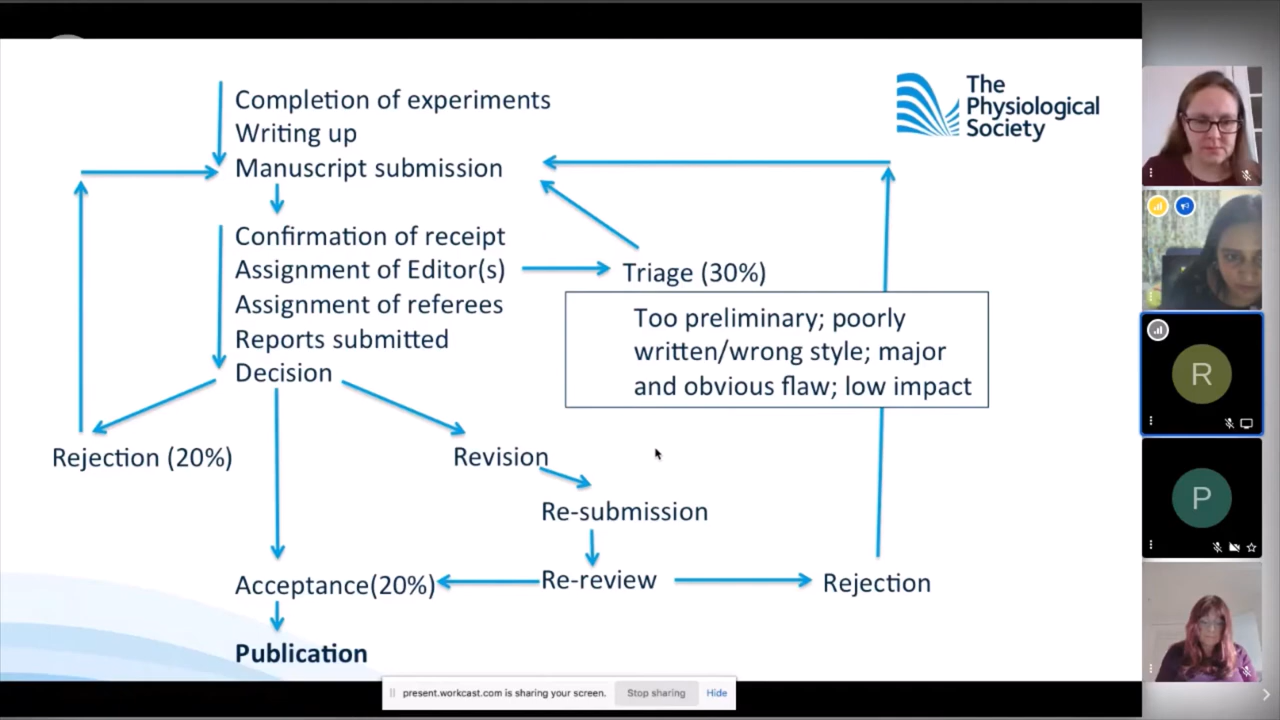 Completion of experiments
Writing up
Manuscript submission
Confirmation of receipt
Assignment of Editor(s)
Assignment of referees
Reports submitted
Decision
Triage (30%)
Too preliminary; poorly
written/wrong style; major
and obvious flaw; low impact
Rejection (20%)
Revision
Re-submission
Re-review
Rejection
Acceptance(20%)
Publication
The
Physiological
Society
R
P
present.workcast.com is sharing your screen.
Stop sharing
Hide